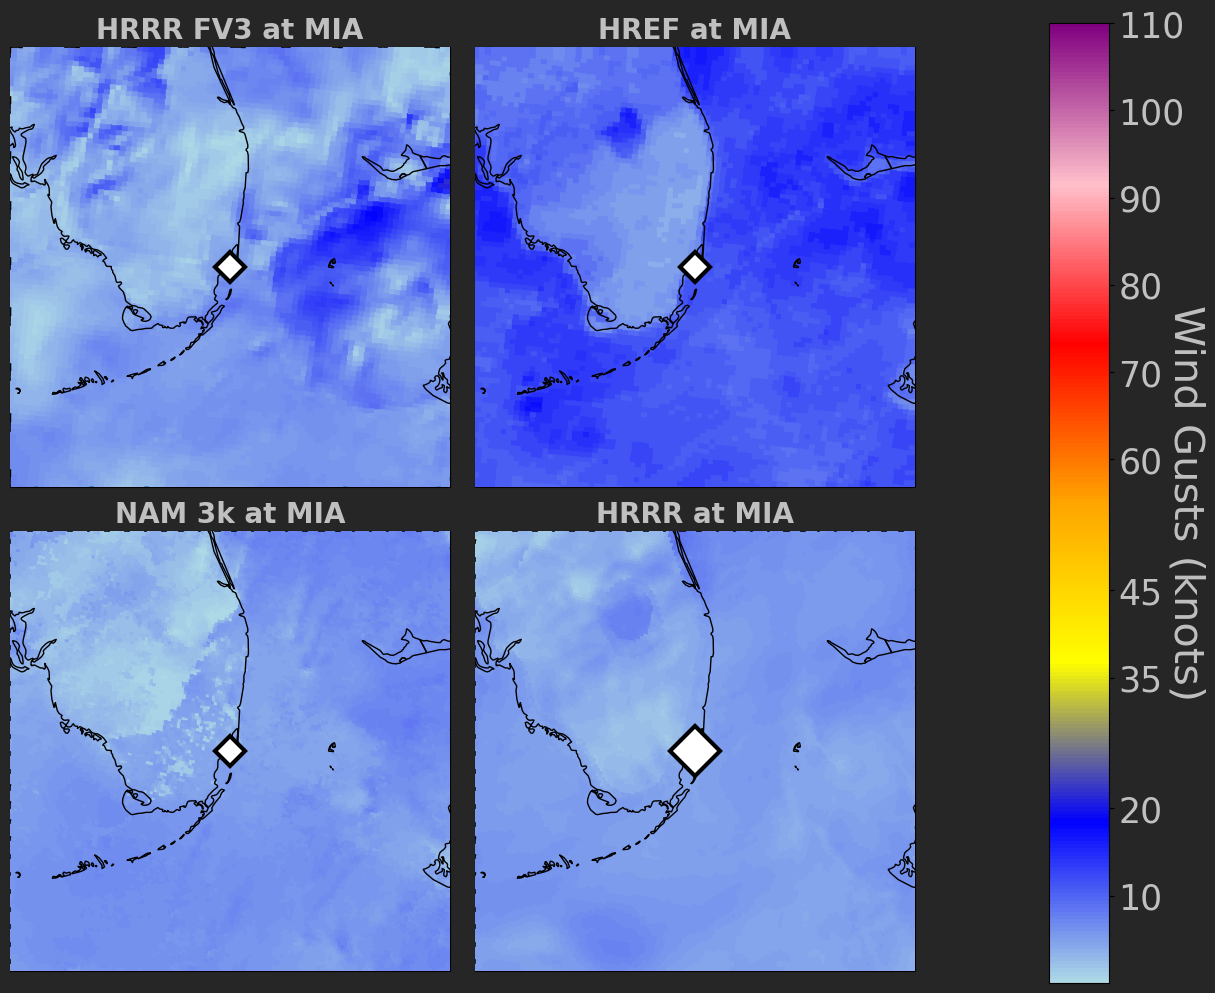 HRRR FV3 at MIA
HREF at MIA
NAM 3k at MIA
HRRR at MIA
110
100
90
80
70
60
45
35
20
10
Wind Gusts (knots)